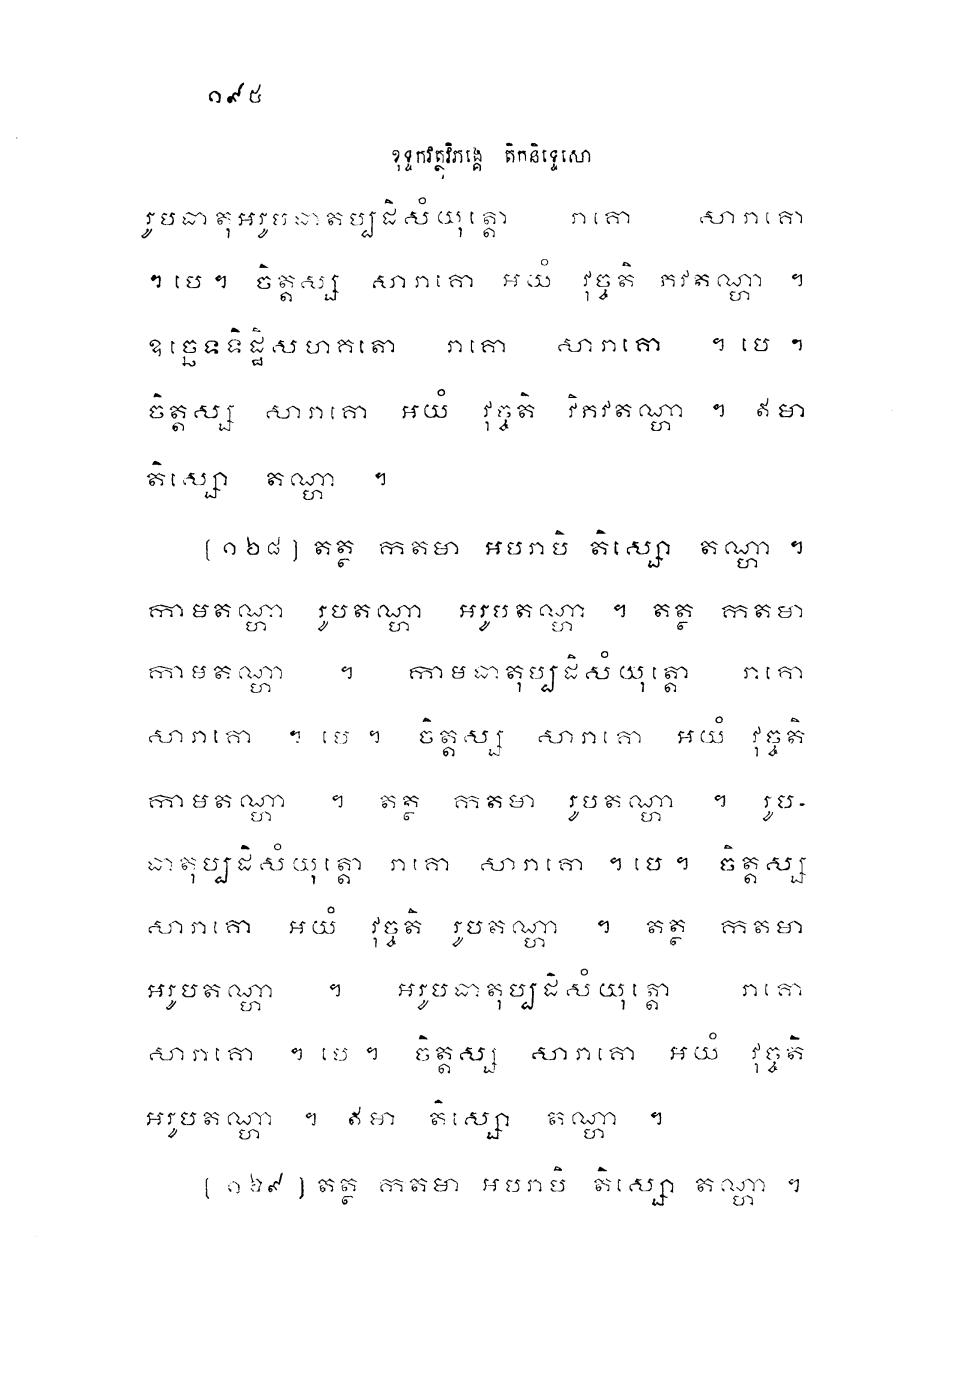 ១៩៥
ខុទ្ទកវត្ថុវិភង្គេ តិកនិទ្ទេសោ
រូបធាតុអរូបធាតុប្បដិសំយុត្តោ រាគោ សារាគោ
។ បេ ។ ចិត្តស្ស សារាគោ អយំ វុច្ចតិ ភវតណ្ហា ។
ឧច្ឆេទទិដ្ឋិសហគតោ រាគោ សារាគោ ។ បេ ។
ចិត្តស្ស សារាគោ អយំ វុច្ចតិ វិភវតណ្ហា ។ ឥមា
តិស្សោ តណ្ហា ។
(១៦៨) តត្ថ កតមា អបរាបិ តិស្សោ តណ្ហា ។
កាមតណ្ហា រូបតណ្ហា អរូបតណ្ហា ។ តត្ថ កតមា
កាមតណ្ហា ។ កាមធាតុប្បដិសំយុត្តោ រាគោ
សារាគោ ។ បេ ។ ចិត្តស្ស សារាគោ អយំ វុច្ចតិ
កាមតណ្ហា ។ តត្ថ កតមា រូបតណ្ហា ។ រូប-
ធាតុប្បដិសំយុត្តោ រាគោ សារាគោ ។ បេ ។ ចិត្តស្ស
សារាគោ អយំ វុច្ចតិ រូបតណ្ហា ។ តត្ថ កតមា
អរូបតណ្ហា ។ អរូបធាតុប្បដិសំយុត្តោ រាគោ
សារាគោ ។ បេ ។ ចិត្តស្ស សារាគោ អយំ វុច្ចតិ
អរូបតណ្ហា ។ ឥមា តិស្សោ តណ្ហា ។
(១៦៩) តត្ថ កតមា អបរាបិ តិស្សោ តណ្ហា ។